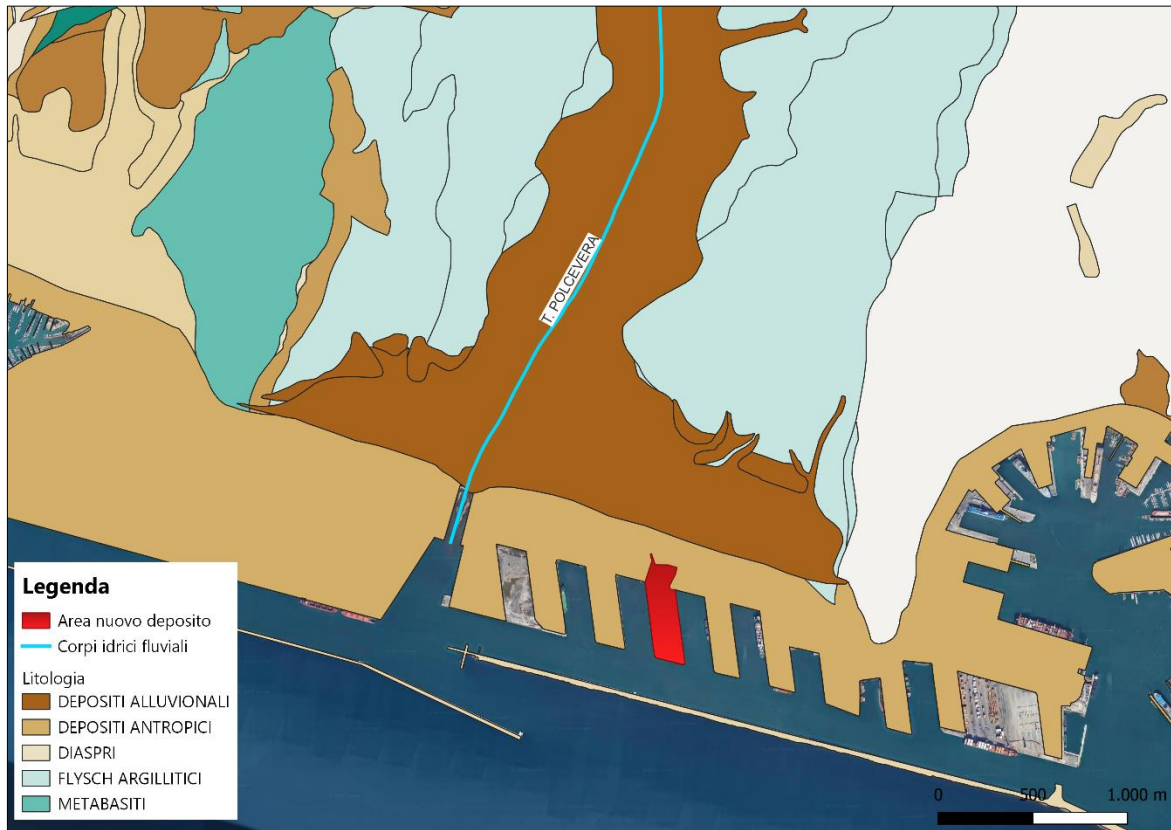 T. POLCEVERA
Legenda
Area nuovo deposito
Corpi idrici fluviali
Litologia
DEPOSITI ALLUVIONALI
DEPOSITI ANTROPICI
DIASPRI
FLYSCH ARGILLITICI
METABASITI
0 500 1.000 m